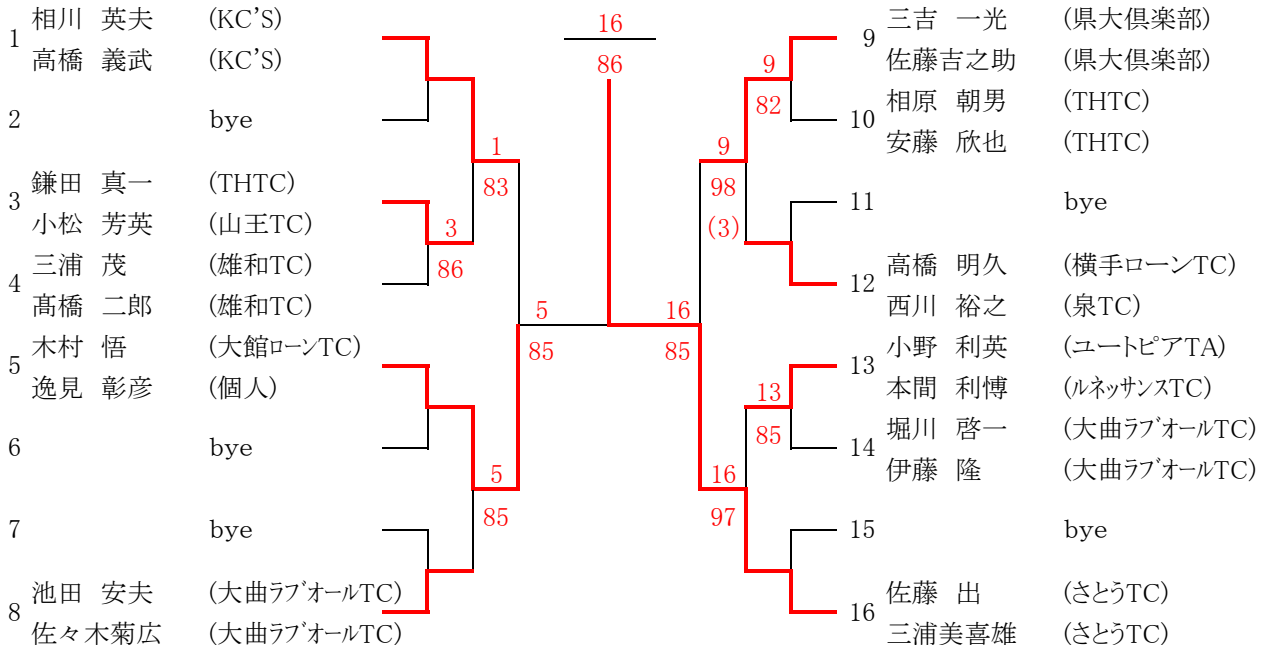 1 相川 英夫 (KC'S)
高橋 義武 (KC'S)
2 bye
3 鎌田 真一 (THTC)
小松 芳英 (山王TC)
4 三浦 茂 (雄和TC)
髙橋 二郎 (雄和TC)
5 木村 悟 (大館ローンTC)
逸見 彰彦 (個人)
6 bye
7 bye
8 池田 安夫 (大曲ラブオールTC)
佐々木菊広 (大曲ラブオールTC)
1
83
3
86
5
85
5
85
16
86
16
85
9
82
9
98
(3)
13
85
16
97
9 三吉 一光 (県大倶楽部)
佐藤吉之助 (県大倶楽部)
10 相原 朝男 (THTC)
安藤 欣也 (THTC)
11 bye
12 高橋 明久 (横手ローンTC)
西川 裕之 (泉TC)
13 小野 利英 (ユートピアTA)
本間 利博 (ルネッサンスTC)
14 堀川 啓一 (大曲ラブオールTC)
伊藤 隆 (大曲ラブオールTC)
15 bye
16 佐藤 出 (さとうTC)
三浦美喜雄 (さとうTC)